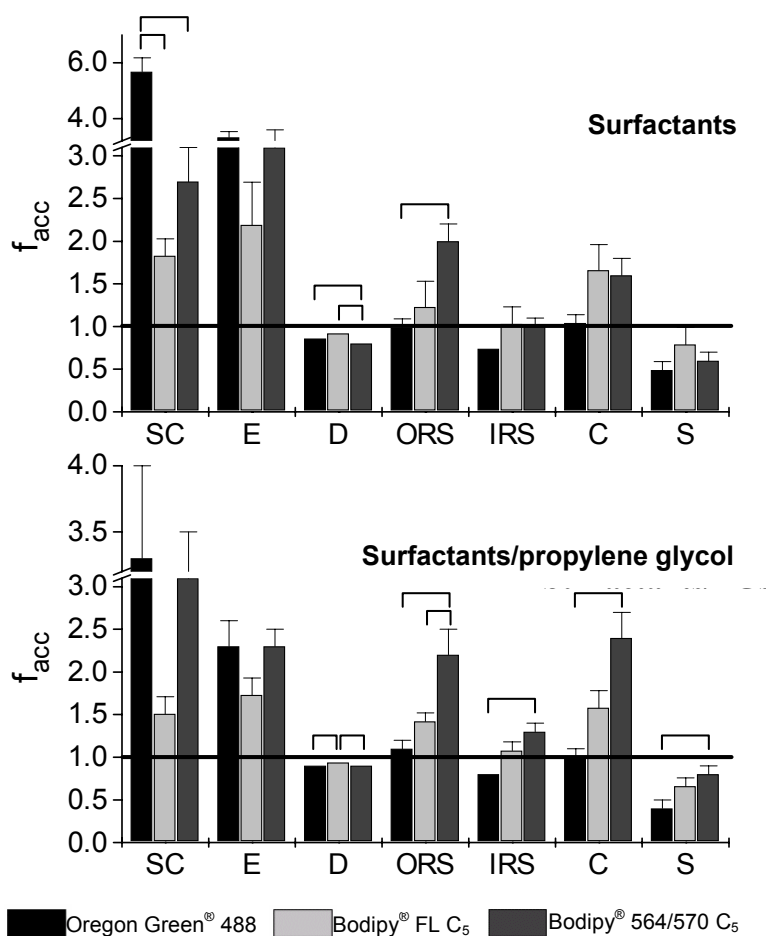 6.0
Surfactants
4.0
3.0
2.5
2.0
1.5
1.0
0.5
0.0
f_acc
SC E D ORS IRS C S
4.0
3.5
Surfactants/propylene glycol
3.0
2.5
2.0
1.5
1.0
0.5
0.0
f_acc
SC E D ORS IRS C S
Oregon Green® 488 Bodipy® FL C₅ Bodipy® 564/570 C₅